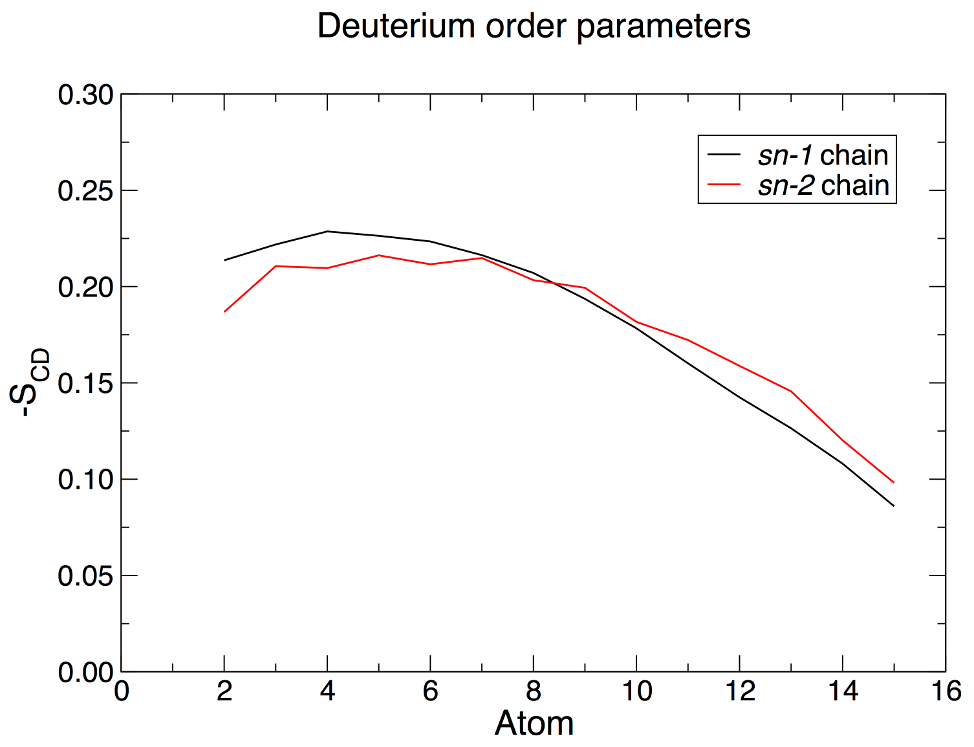 Deuterium order parameters
0.30
0.25
0.20
0.15
0.10
0.05
0.00
-S_CD
sn-1 chain
sn-2 chain
0 2 4 6 8 10 12 14 16
Atom